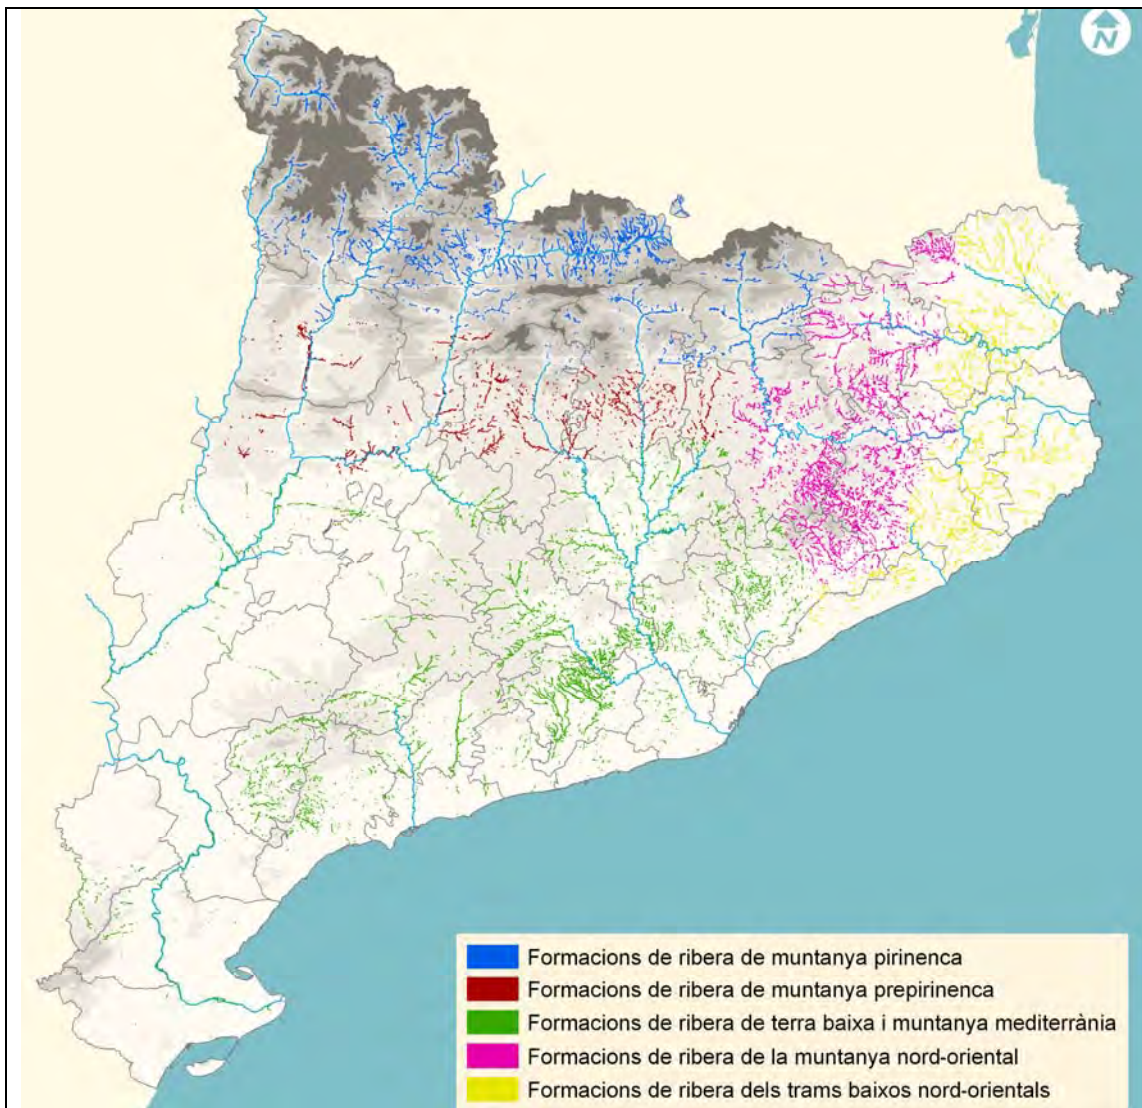 N
Formacions de ribera de muntanya pirinenca
Formacions de ribera de muntanya prepirinenca
Formacions de ribera de terra baixa i muntanya mediterrània
Formacions de ribera de la muntanya nord-oriental
Formacions de ribera dels trams baixos nord-orientals